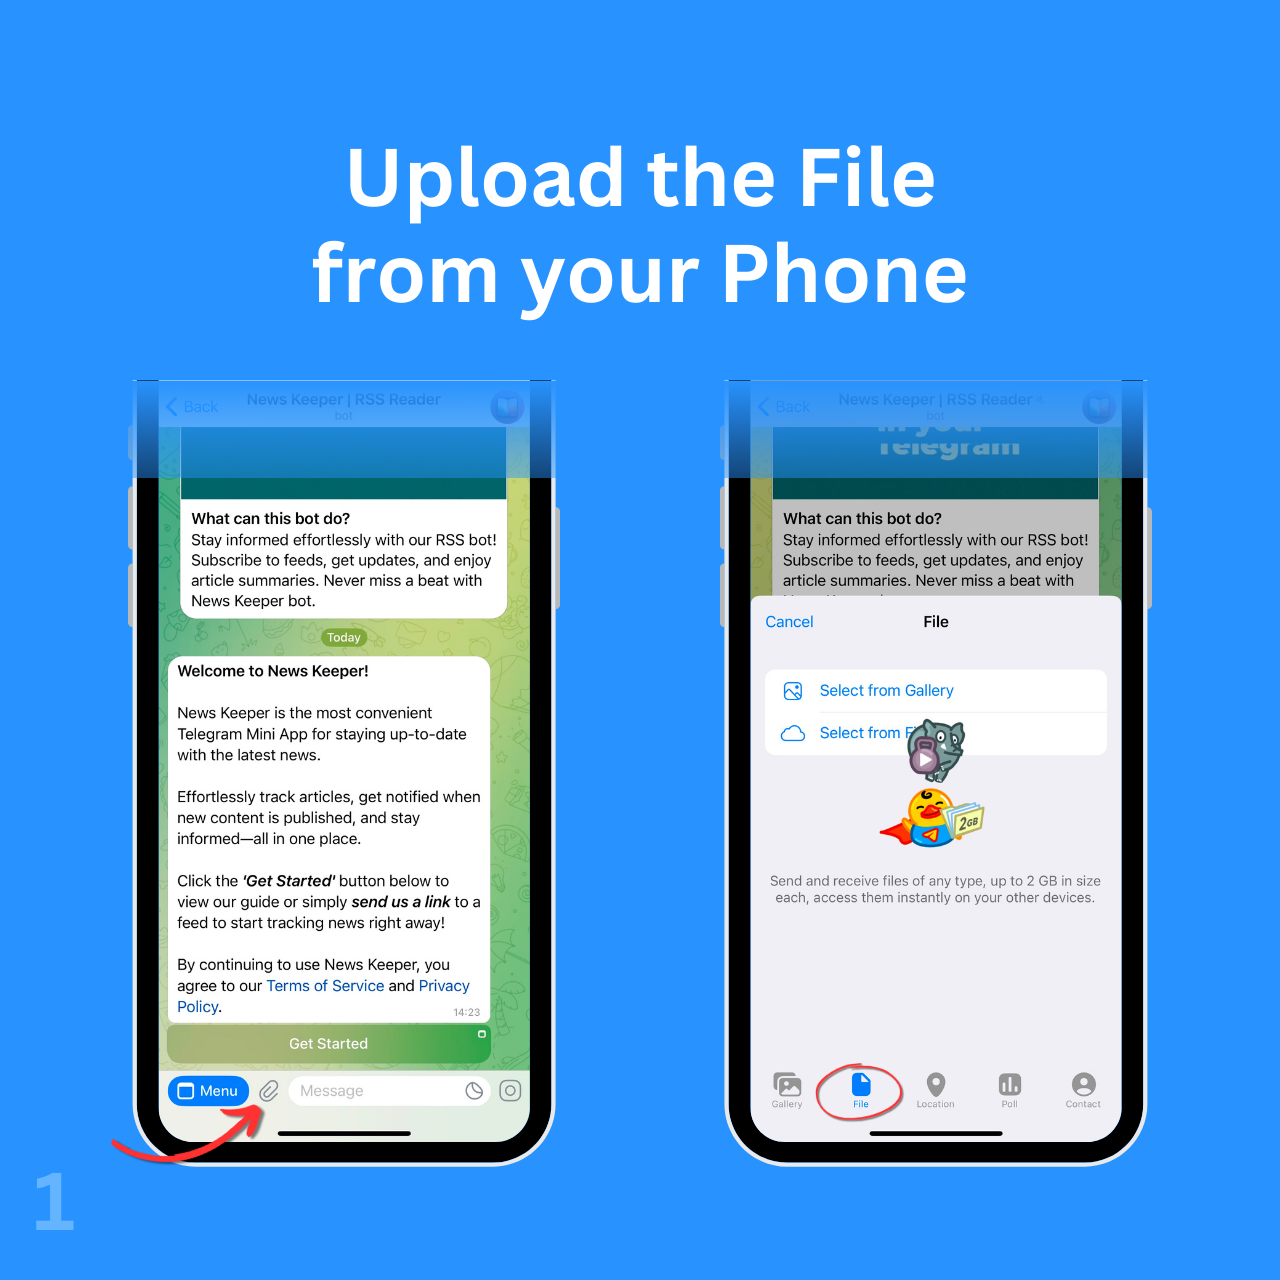 Upload the File
from your Phone
Back
News Keeper | RSS Reader
bot
What can this bot do?
Stay informed effortlessly with our RSS bot!
Subscribe to feeds, get updates, and enjoy
article summaries. Never miss a beat with
News Keeper bot.
Today
Welcome to News Keeper!
News Keeper is the most convenient
Telegram Mini App for staying up-to-date
with the latest news.
Effortlessly track articles, get notified when
new content is published, and stay
informed—all in one place.
Click the 'Get Started' button below to
view our guide or simply send us a link to a
feed to start tracking news right away!
By continuing to use News Keeper, you
agree to our Terms of Service and Privacy
Policy.
14:23
Get Started
Menu
Message
Back
News Keeper | RSS Reader
bot
in your
Telegram
What can this bot do?
Stay informed effortlessly with our RSS bot!
Subscribe to feeds, get updates, and enjoy
article summaries. Never miss a beat with
Cancel
File
Select from Gallery
Select from
2GB
Send and receive files of any type, up to 2 GB in size
each, access them instantly on your other devices.
Gallery
File
Location
Poll
Contact
1